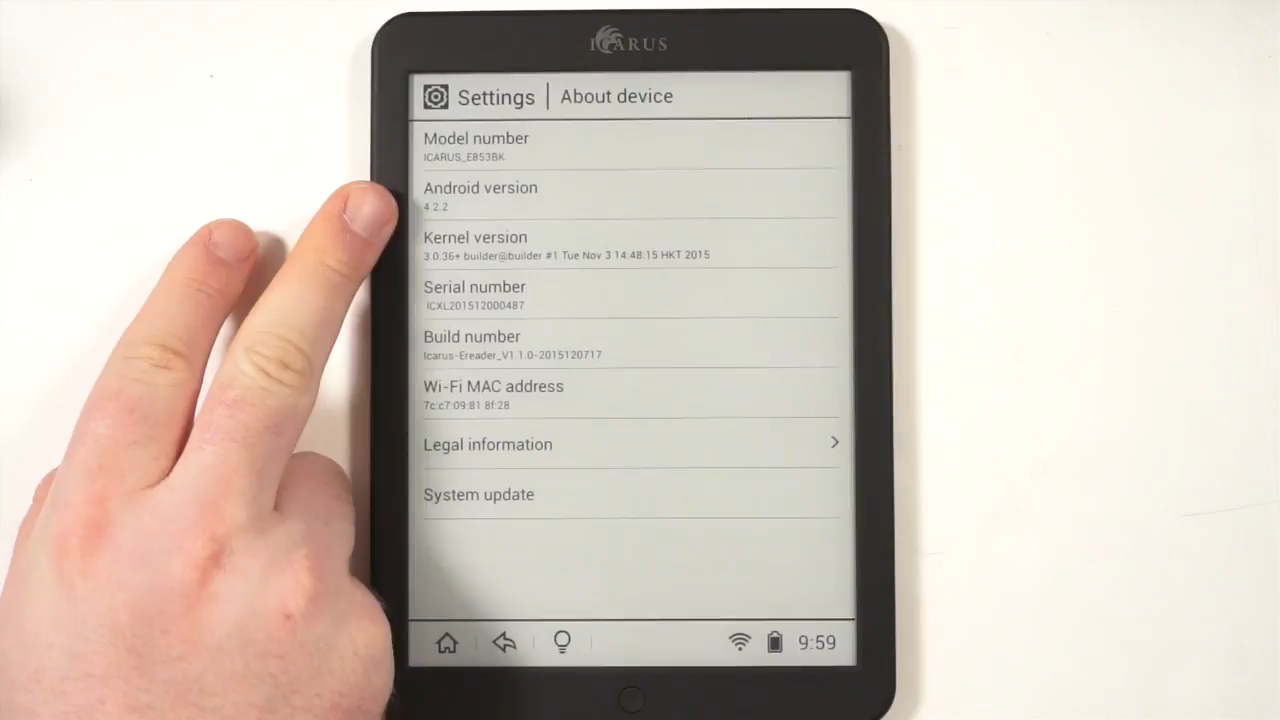 ICARUS
Settings | About device
Model number
ICARUS_E853BK
Android version
4.2.2
Kernel version
3.0.36+ builder@builder #1 Tue Nov 3 14:48:15 HKT 2015
Serial number
ICXL201512000487
Build number
Icarus-Ereader_V1.1.0-2015120717
Wi-Fi MAC address
7c:c7:09:81:8f:28
Legal information
System update
9:59